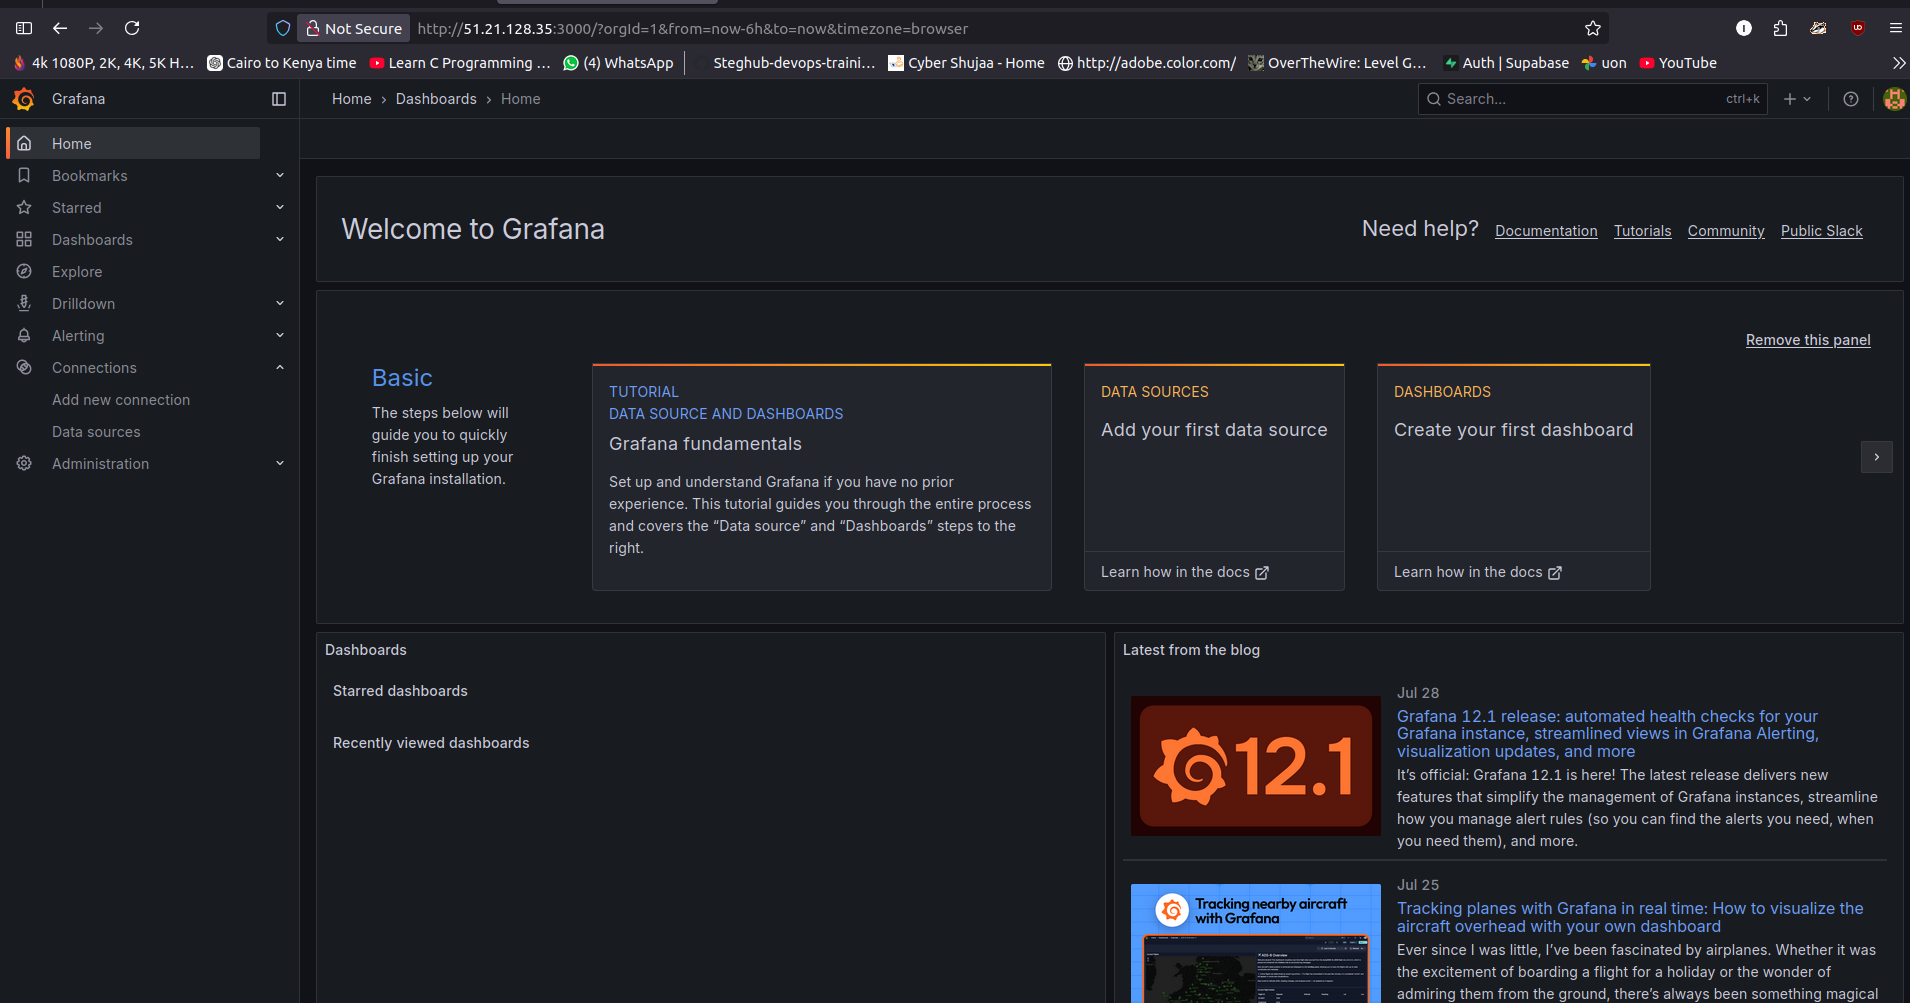 Not Secure
http://51.21.128.35:3000/?orgId=1&from=now-6h&to=now&timezone=browser
4k 1080P, 2K, 4K, 5K H...
Cairo to Kenya time
Learn C Programming ...
(4) WhatsApp
Steghub-devops-traini...
Cyber Shujaa - Home
http://adobe.color.com/
OverTheWire: Level G...
Auth | Supabase
uon
YouTube
Grafana
Home › Dashboards › Home
Search...
ctrl+k
Home
Bookmarks
Starred
Dashboards
Explore
Drilldown
Alerting
Connections
Add new connection
Data sources
Administration
Welcome to Grafana
Need help?
Documentation
Tutorials
Community
Public Slack
Remove this panel
Basic
The steps below will
guide you to quickly
finish setting up your
Grafana installation.
TUTORIAL
DATA SOURCE AND DASHBOARDS
Grafana fundamentals
Set up and understand Grafana if you have no prior
experience. This tutorial guides you through the entire process
and covers the “Data source” and “Dashboards” steps to the
right.
DATA SOURCES
Add your first data source
Learn how in the docs
DASHBOARDS
Create your first dashboard
Learn how in the docs
Dashboards
Starred dashboards
Recently viewed dashboards
Latest from the blog
12.1
Jul 28
Grafana 12.1 release: automated health checks for your
Grafana instance, streamlined views in Grafana Alerting,
visualization updates, and more
It’s official: Grafana 12.1 is here! The latest release delivers new
features that simplify the management of Grafana instances, streamline
how you manage alert rules (so you can find the alerts you need, when
you need them), and more.
Tracking nearby aircraft
with Grafana
Jul 25
Tracking planes with Grafana in real time: How to visualize the
aircraft overhead with your own dashboard
Ever since I was little, I’ve been fascinated by airplanes. Whether it was
the excitement of boarding a flight for a holiday or the wonder of
admiring them from the ground, there’s always been something magical